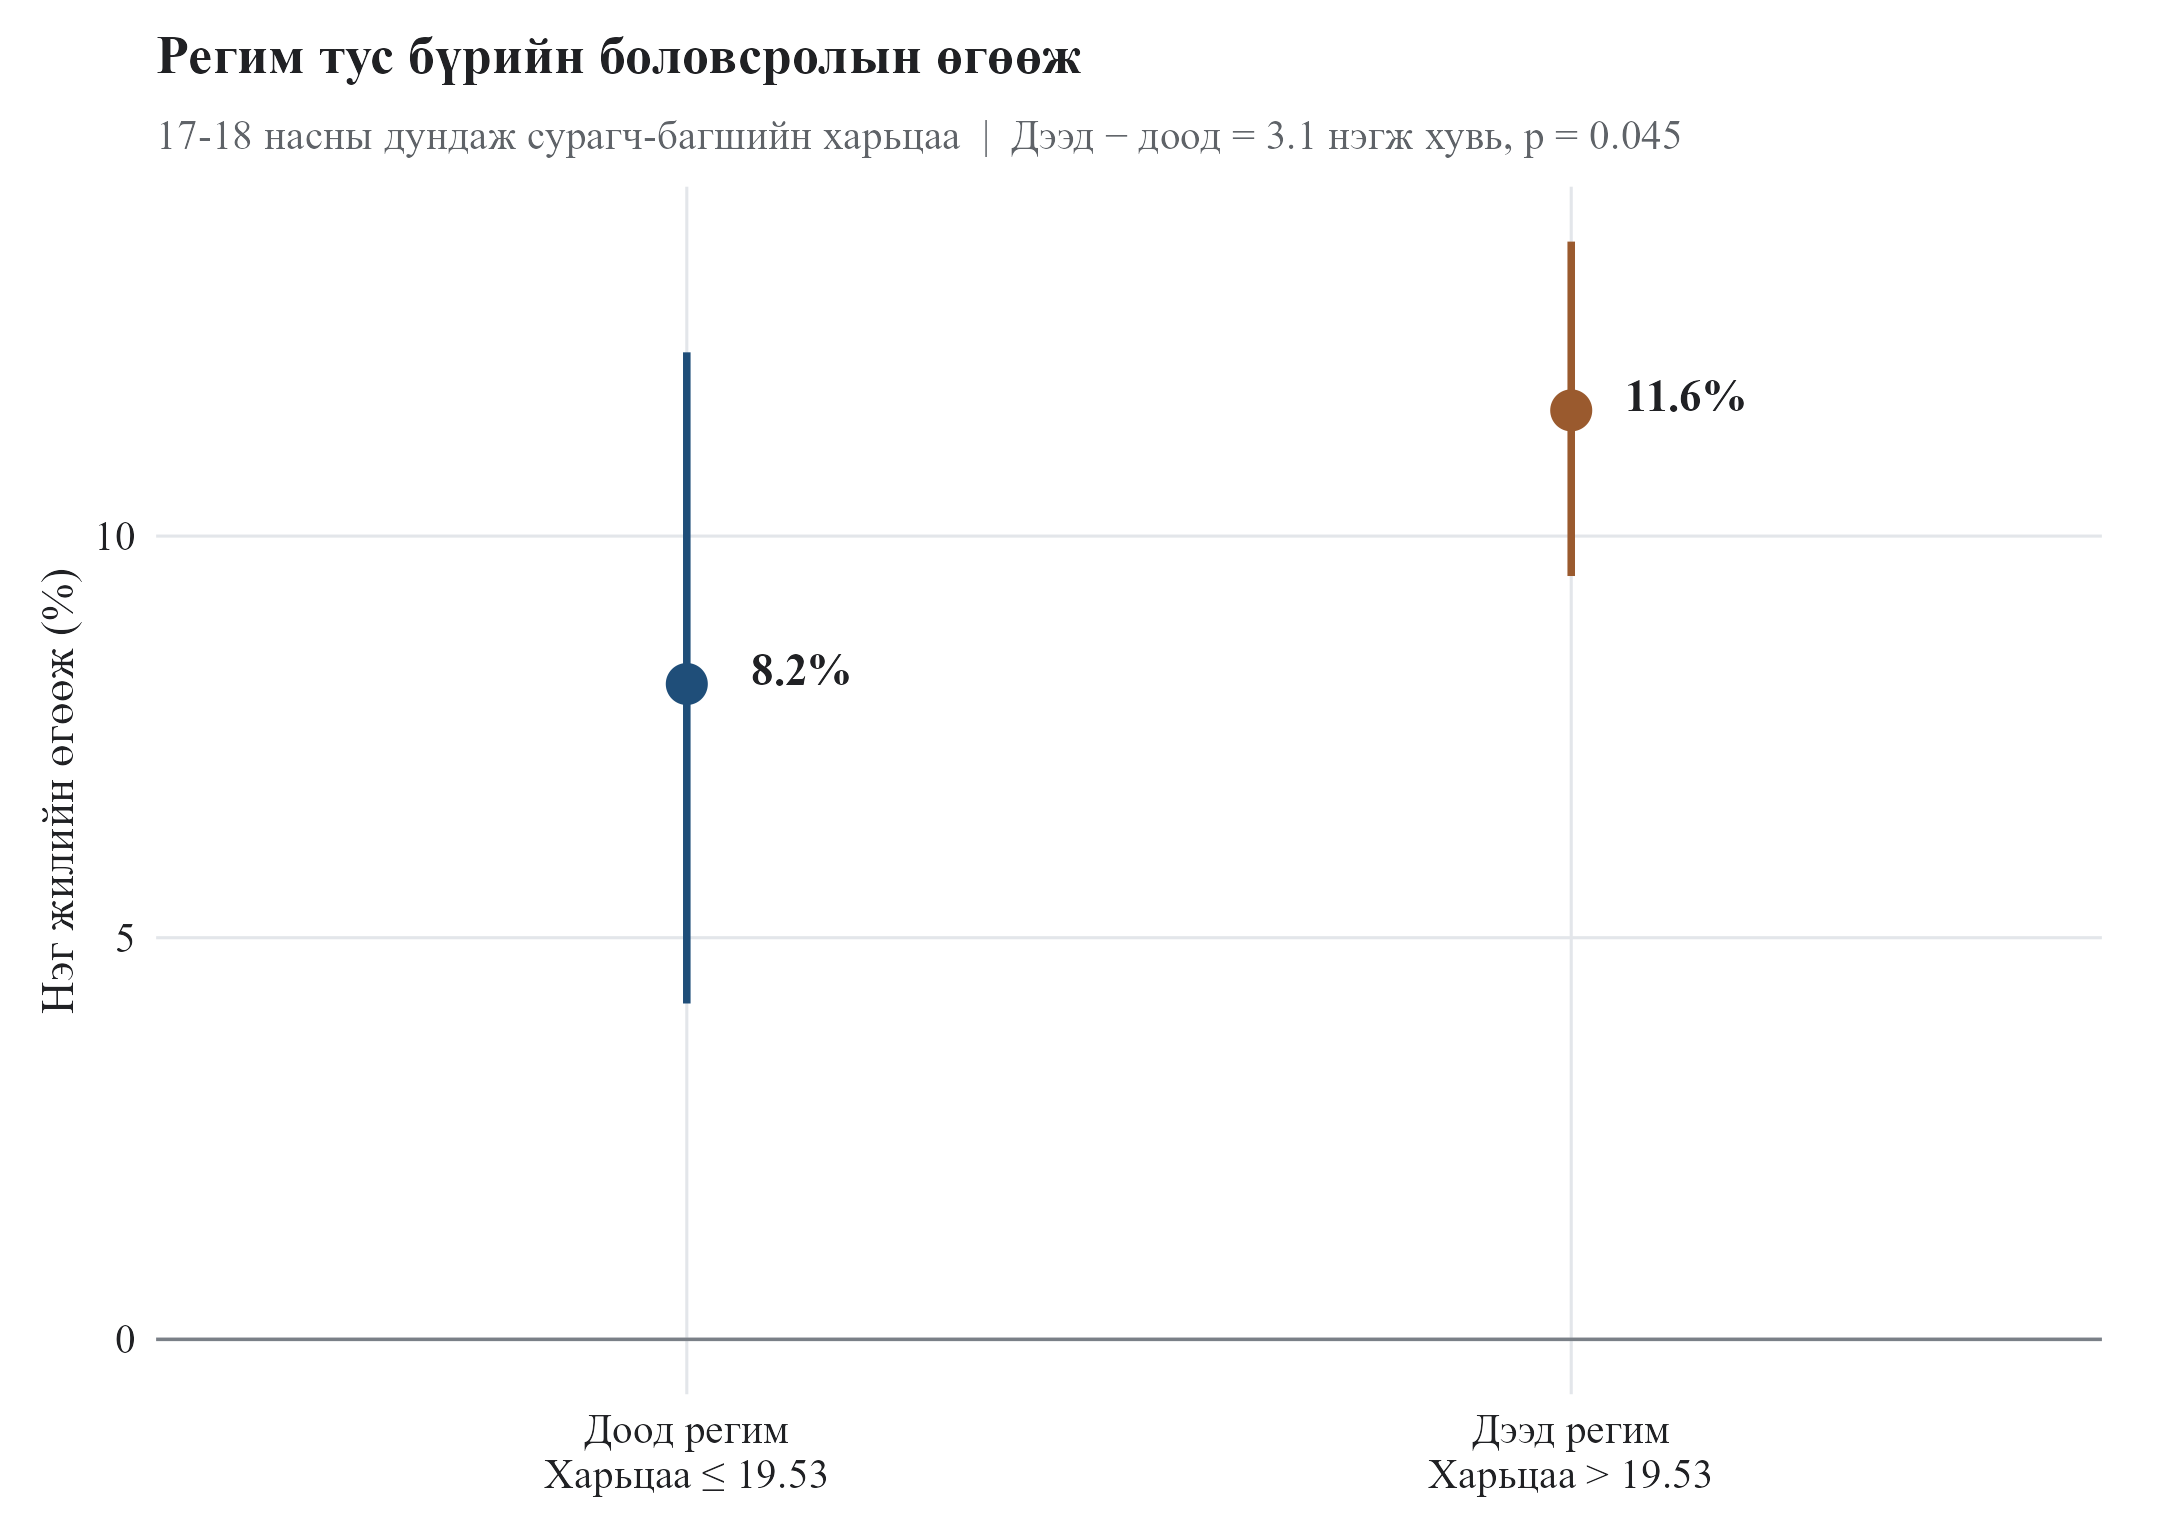 Регим тус бүрийн боловсролын өгөөж
17-18 насны дундаж сурагч-багшийн харьцаа | Дээд − доод = 3.1 нэгж хувь, p = 0.045
Нэг жилийн өгөөж (%)
10
5
0
8.2%
11.6%
Доод регим
Харьцаа ≤ 19.53
Дээд регим
Харьцаа > 19.53